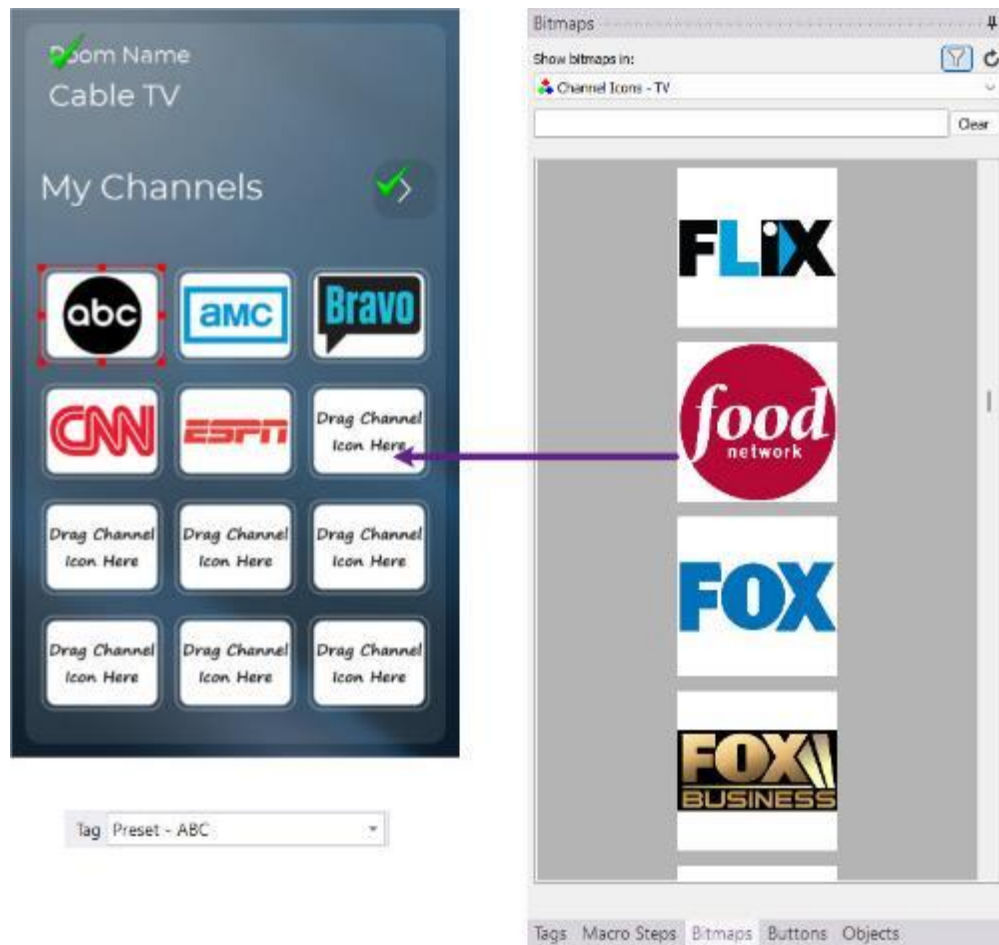 Room Name
Cable TV
My Channels
abc
aMC
Bravo
CNN
ESPN
Drag Channel
Icon Here
Drag Channel
Icon Here
Drag Channel
Icon Here
Drag Channel
Icon Here
Drag Channel
Icon Here
Drag Channel
Icon Here
Drag Channel
Icon Here
Tag Preset - ABC
Bitmaps
Show bitmaps in:
Channel Icons - TV
Clear
FLiX
food
network
FOX
FOX
BUSINESS
Tags Macro Steps Bitmaps Buttons Objects